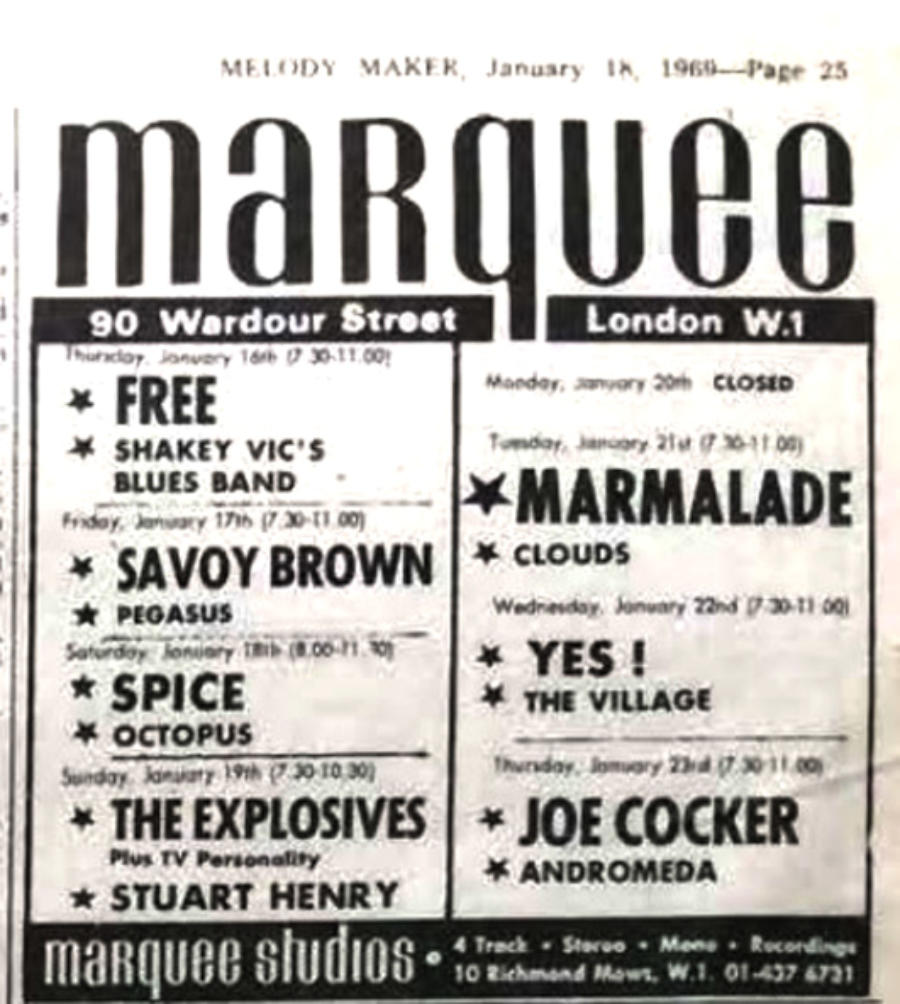 MELODY MAKER, January 18, 1969—Page 25
marquee
90 Wardour Street
London W.1
Thursday, January 16th (7.30-11.00)
★ FREE
★ SHAKEY VIC'S
BLUES BAND
Friday, January 17th (7.30-11.00)
★ SAVOY BROWN
★ PEGASUS
Saturday, January 18th (8.00-11.30)
★ SPICE
★ OCTOPUS
Sunday, January 19th (7.30-10.30)
★ THE EXPLOSIVES
Plus TV Personality
★ STUART HENRY
Monday, January 20th CLOSED
Tuesday, January 21st (7.30-11.00)
★ MARMALADE
★ CLOUDS
Wednesday, January 22nd (7.30-11.00)
★ YES !
★ THE VILLAGE
Thursday, January 23rd (7.30-11.00)
★ JOE COCKER
★ ANDROMEDA
marquee studios • 4 Track • Stereo • Mono • Recordings
10 Richmond Mews, W.1. 01-437 6731